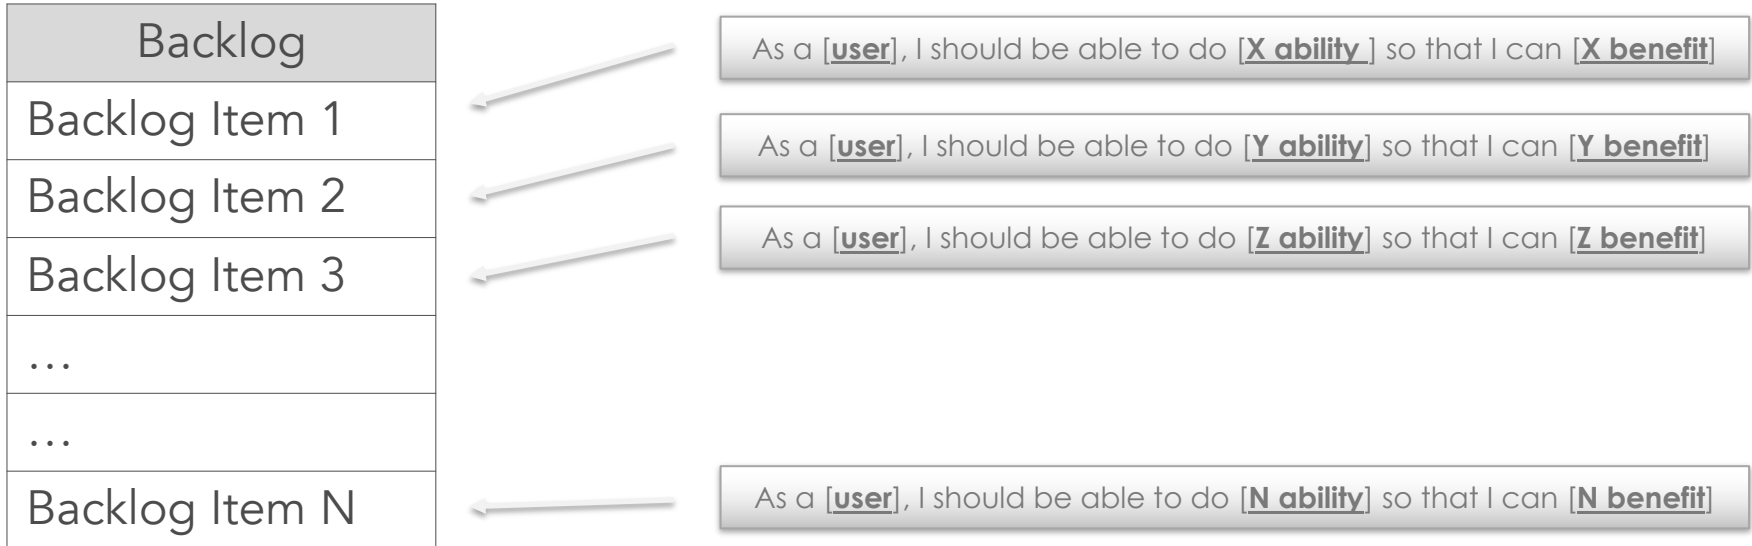 Backlog
Backlog Item 1
Backlog Item 2
Backlog Item 3
...
...
Backlog Item N
As a [user], I should be able to do [X ability ] so that I can [X benefit]
As a [user], I should be able to do [Y ability] so that I can [Y benefit]
As a [user], I should be able to do [Z ability] so that I can [Z benefit]
As a [user], I should be able to do [N ability] so that I can [N benefit]